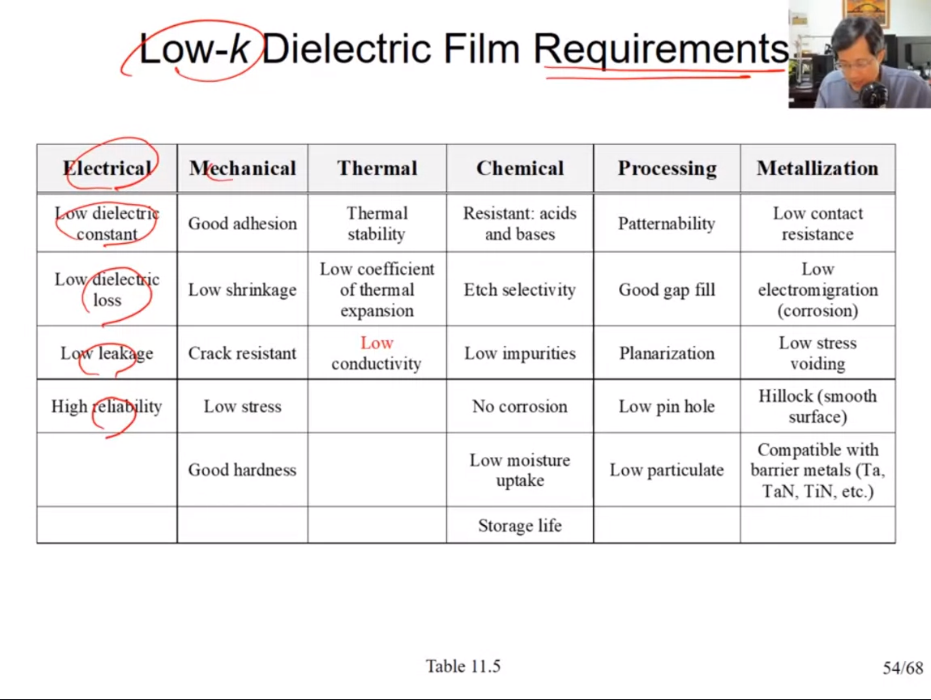 Low-k Dielectric Film Requirements
Electrical Mechanical Thermal Chemical Processing Metallization
Low dielectric
constant
Good adhesion
Thermal
stability
Resistant: acids
and bases
Patternability
Low contact
resistance
Low dielectric
loss
Low shrinkage
Low coefficient
of thermal
expansion
Etch selectivity
Good gap fill
Low
electromigration
(corrosion)
Low leakage
Crack resistant
Low
conductivity
Low impurities
Planarization
Low stress
voiding
High reliability
Low stress
No corrosion
Low pin hole
Hillock (smooth
surface)
Good hardness
Low moisture
uptake
Low particulate
Compatible with
barrier metals (Ta,
TaN, TiN, etc.)
Storage life
Table 11.5
54/68